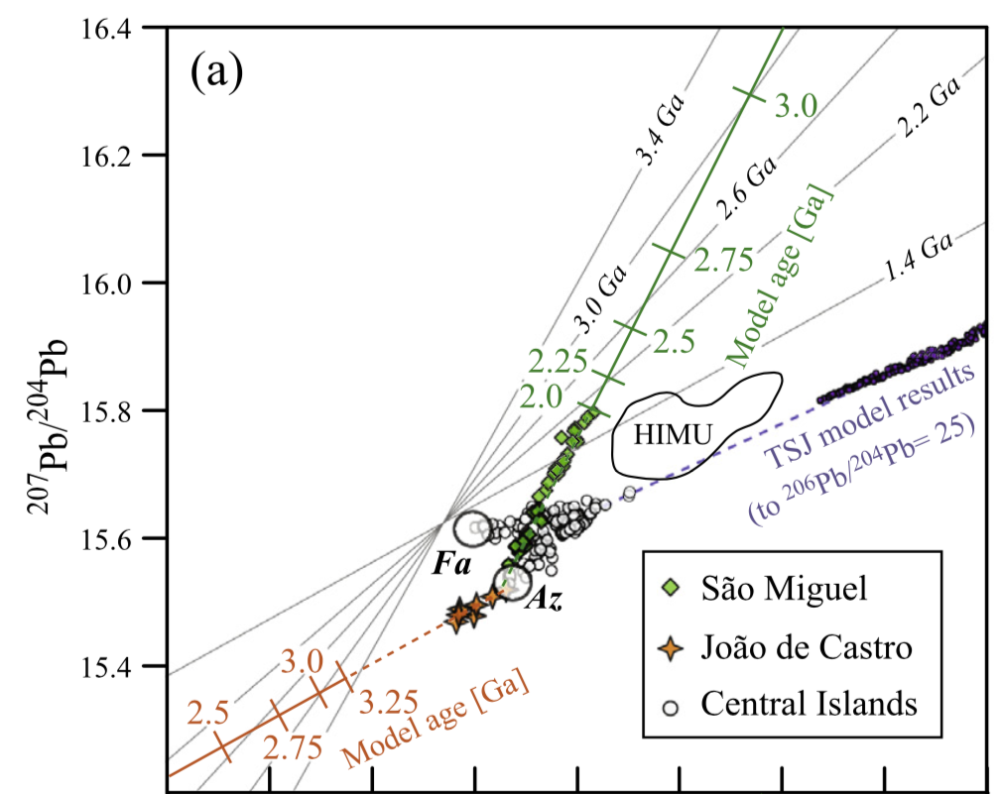 16.4
(a)
3.0
3.4 Ga
2.2 Ga
16.2
2.6 Ga
2.75
Model age [Ga]
16.0
3.0 Ga
1.4 Ga
2.5
2.25
2.0
207Pb/204Pb
15.8
HIMU
TSJ model results
(to 206Pb/204Pb= 25)
15.6
Fa
Az
São Miguel
João de Castro
Central Islands
15.4
3.0
3.25
2.5
2.75
Model age [Ga]